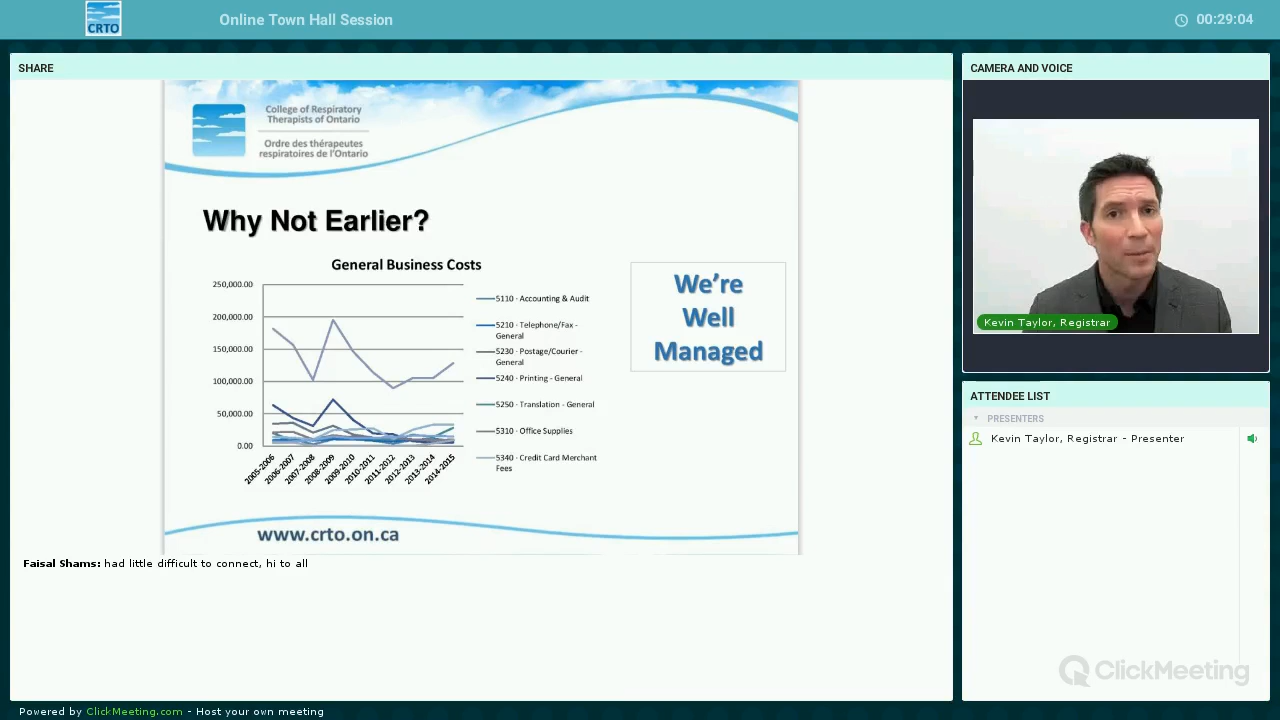 CRTO
Online Town Hall Session
00:29:04
SHARE
College of Respiratory
Therapists of Ontario
Ordre des thérapeutes
respiratoires de l'Ontario
Why Not Earlier?
General Business Costs
250,000.00
200,000.00
150,000.00
100,000.00
50,000.00
0.00
2005-2006
2006-2007
2007-2008
2008-2009
2009-2010
2010-2011
2011-2012
2012-2013
2013-2014
2014-2015
5110 · Accounting & Audit
5210 · Telephone/Fax -
General
5230 · Postage/Courier -
General
5240 · Printing - General
5250 · Translation - General
5310 · Office Supplies
5340 · Credit Card Merchant
Fees
We're
Well
Managed
www.crto.on.ca
Faisal Shams: had little difficult to connect, hi to all
CAMERA AND VOICE
Kevin Taylor, Registrar
ATTENDEE LIST
PRESENTERS
Kevin Taylor, Registrar - Presenter
ClickMeeting
Powered by ClickMeeting.com - Host your own meeting